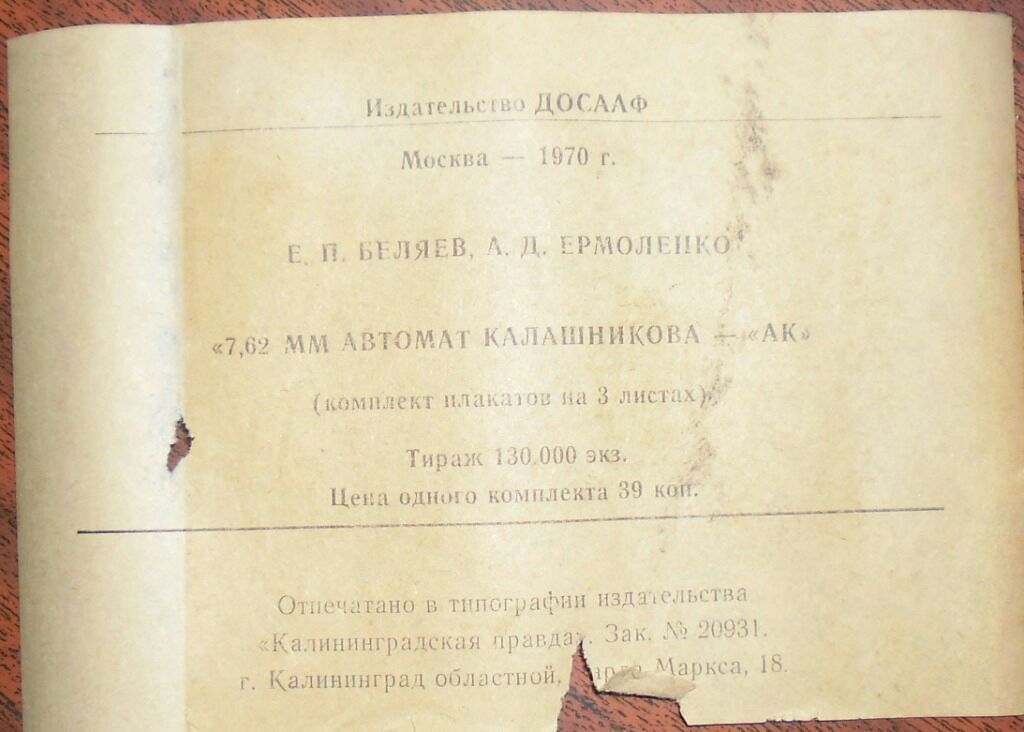 Издательство ДОСААФ
Москва — 1970 г.
Е. П. БЕЛЯЕВ, А. Д. ЕРМОЛЕНКО
«7,62 ММ АВТОМАТ КАЛАШНИКОВА — «АК»
(комплект плакатов на 3 листах)
Тираж 130.000 экз.
Цена одного комплекта 39 коп.
Отпечатано в типографии издательства
«Калининградская правда». Зак. № 20931.
г. Калининград областной, Маркса, 18.